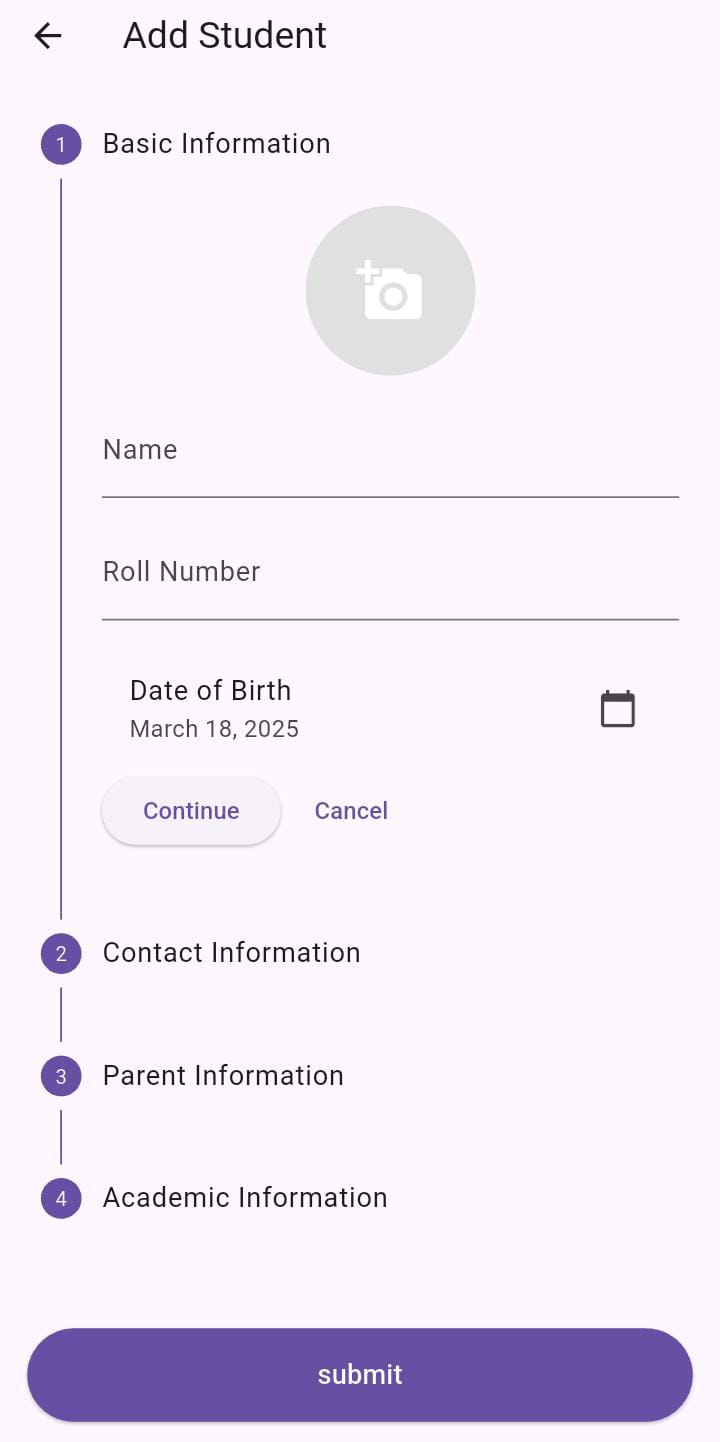 Add Student
1 Basic Information
Name
Roll Number
Date of Birth
March 18, 2025
Continue Cancel
2 Contact Information
3 Parent Information
4 Academic Information
submit